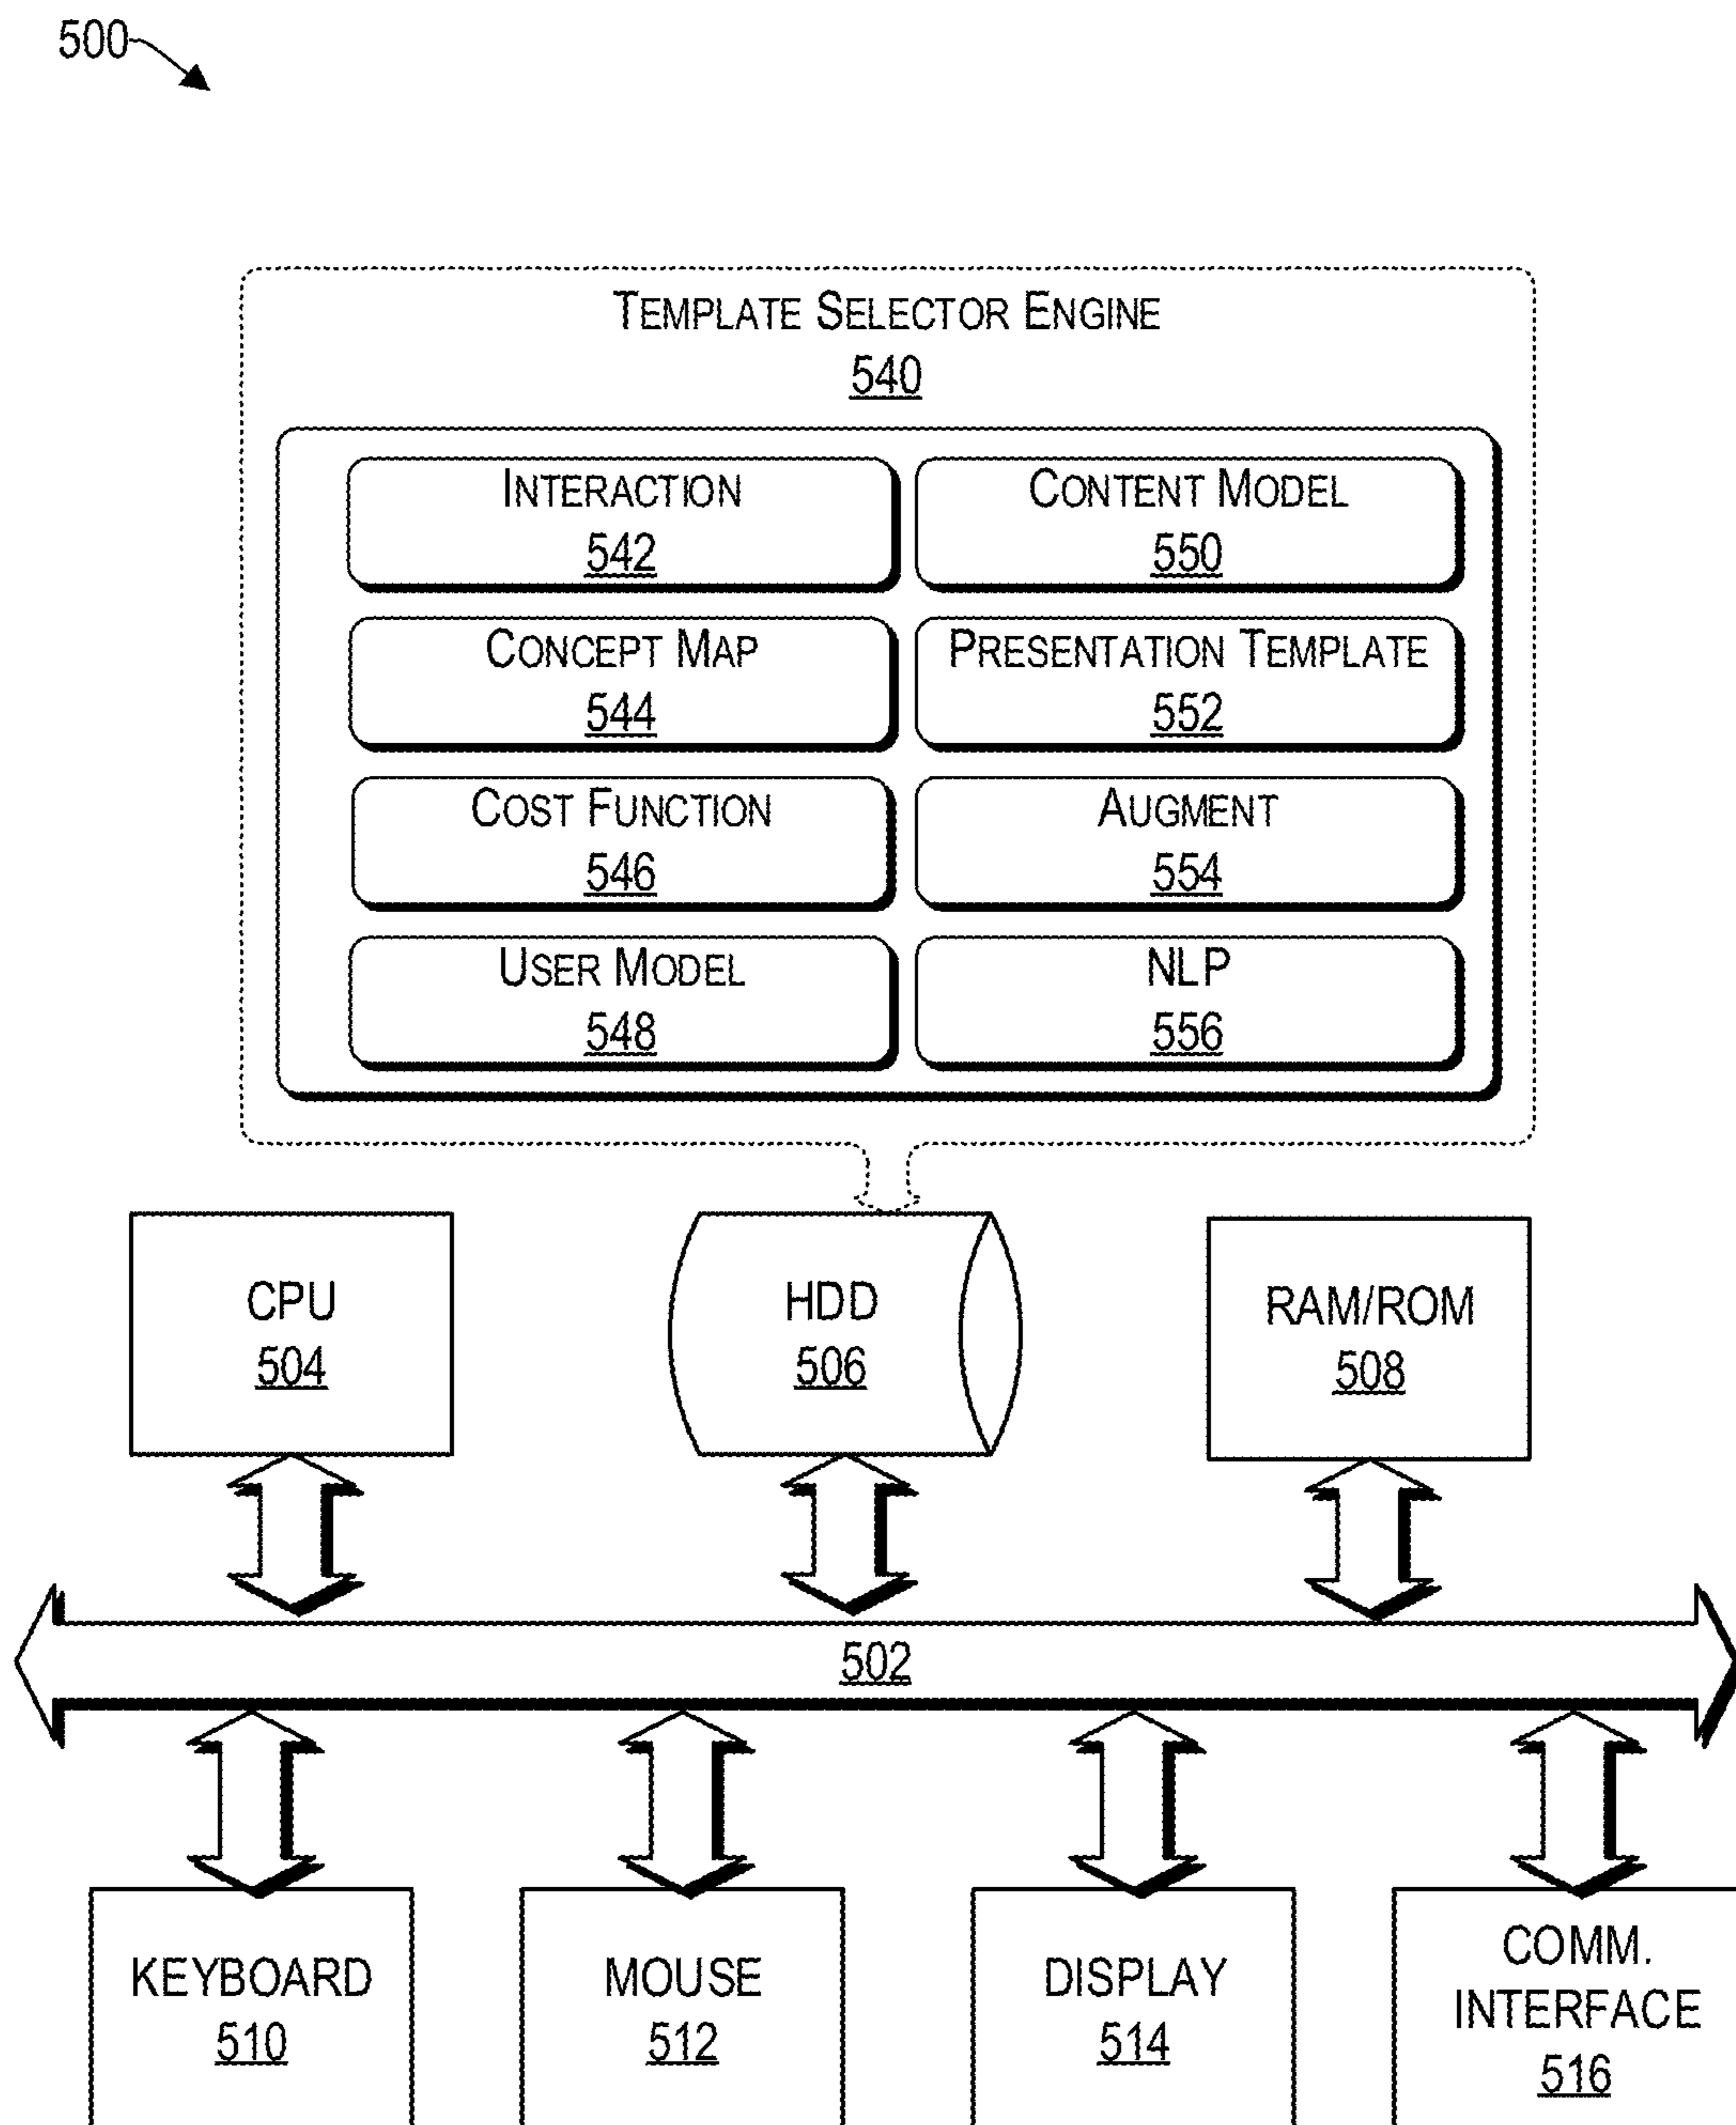 500
TEMPLATE SELECTOR ENGINE
540
INTERACTION
542
CONTENT MODEL
550
CONCEPT MAP
544
PRESENTATION TEMPLATE
552
COST FUNCTION
546
AUGMENT
554
USER MODEL
548
NLP
556
CPU
504
HDD
506
RAM/ROM
508
502
KEYBOARD
510
MOUSE
512
DISPLAY
514
COMM.
INTERFACE
516